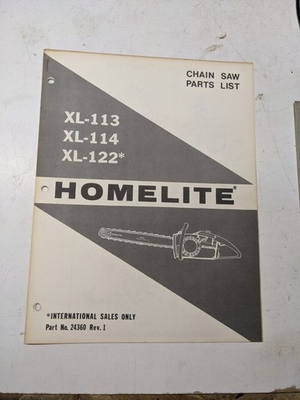 CHAIN SAW
PARTS LIST
XL-113
XL-114
XL-122*
HOMELITE®
*INTERNATIONAL SALES ONLY
Part No. 24360 Rev. 1